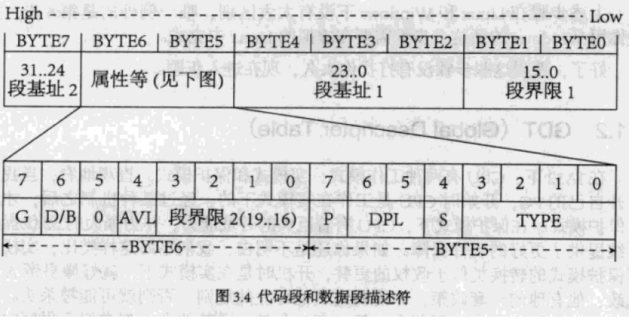 High Low
BYTE7 BYTE6 BYTE5 BYTE4 BYTE3 BYTE2 BYTE1 BYTE0
31..24 属性等 (见下图) 23..0 15..0
段基址 2 段基址 1 段界限 1
7 6 5 4 3 2 1 0 7 6 5 4 3 2 1 0
G D/B AVL 段界限 2(19..16) P DPL S TYPE
BYTE6 BYTE5
图 3.4 代码段和数据段描述符